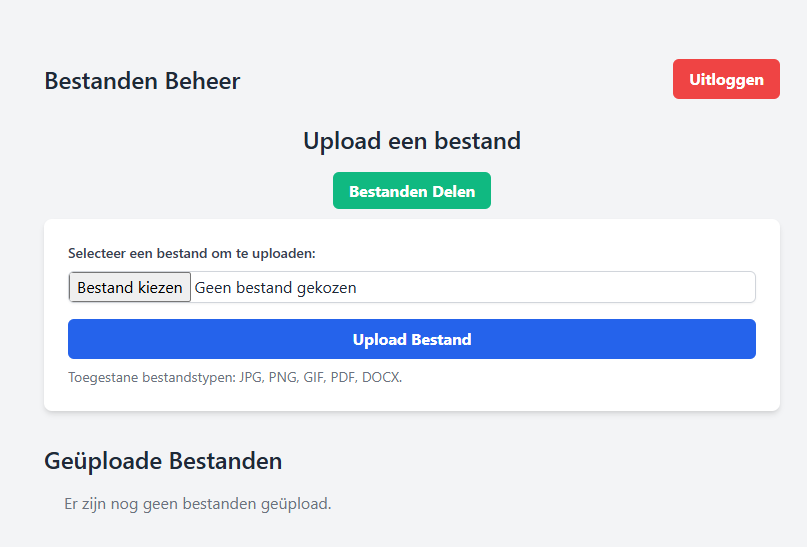 Bestanden Beheer
Uitloggen
Upload een bestand
Bestanden Delen
Selecteer een bestand om te uploaden:
Bestand kiezen Geen bestand gekozen
Upload Bestand
Toegestane bestandstypen: JPG, PNG, GIF, PDF, DOCX.
Geüploade Bestanden
Er zijn nog geen bestanden geüpload.